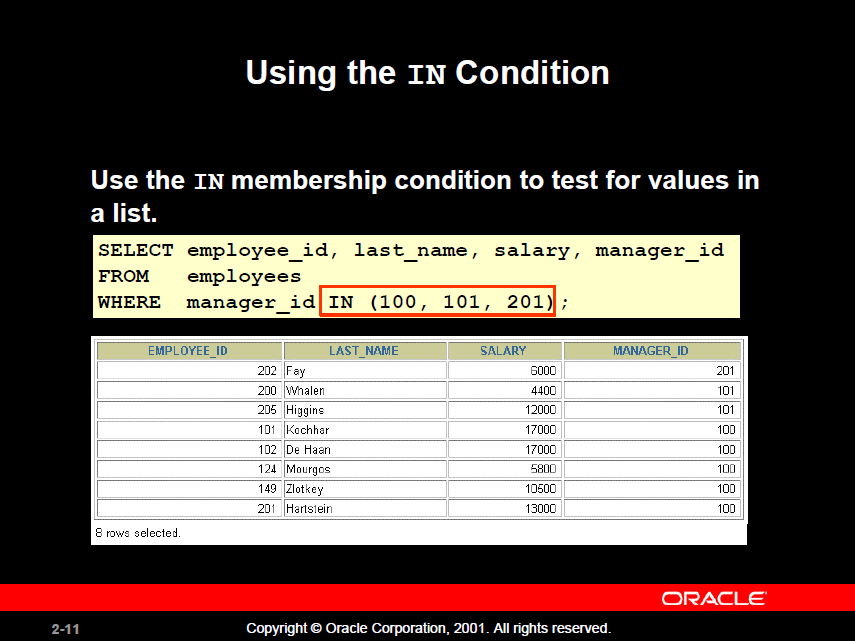 Using the IN Condition
Use the IN membership condition to test for values in
a list.
SELECT employee_id, last_name, salary, manager_id
FROM employees
WHERE manager_id IN (100, 101, 201);
EMPLOYEE_ID LAST_NAME SALARY MANAGER_ID
202 Fay 6000 201
200 Whalen 4400 101
205 Higgins 12000 101
101 Kochhar 17000 100
102 De Haan 17000 100
124 Mourgos 5800 100
149 Zlotkey 10500 100
201 Hartstein 13000 100
8 rows selected.
ORACLE
2-11 Copyright © Oracle Corporation, 2001. All rights reserved.